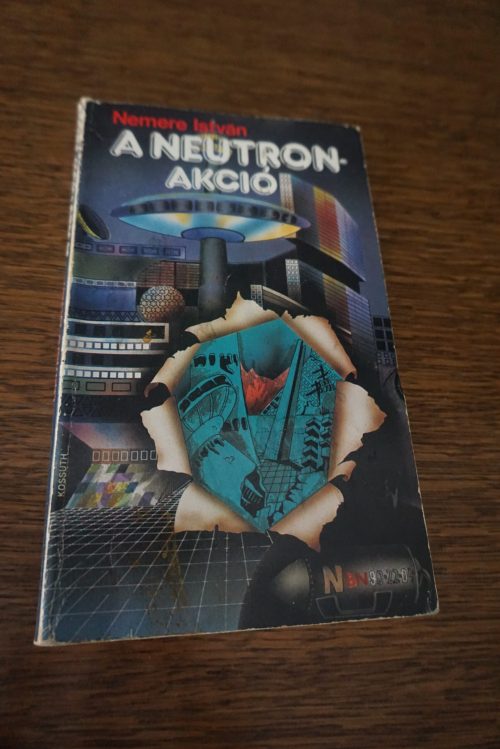 Nemere István
A NEUTRON-
AKCIÓ
KOSSUTH
N